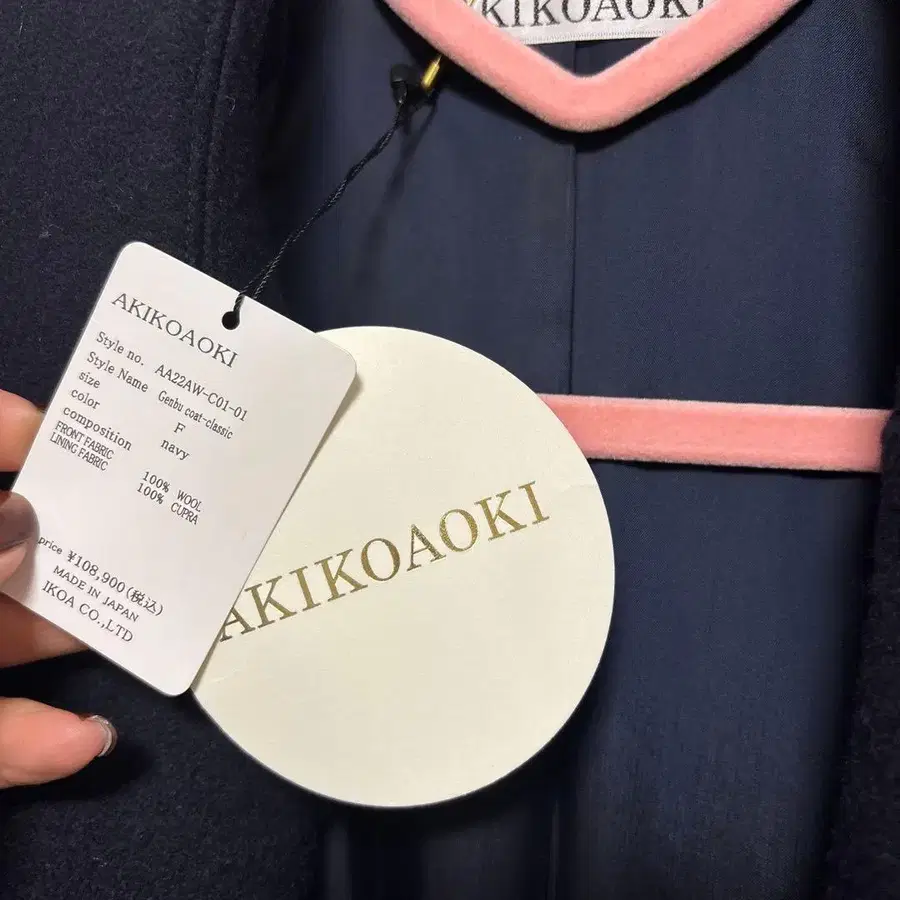 KIKOAOKI
AKIKOAOKI
Style no. AA22AW-C01-01
Style Name Genbu coat-classic
size F
color navy
composition
FRONT FABRIC 100% WOOL
LINING FABRIC 100% CUPRA
price ¥108,900(税込)
MADE IN JAPAN
IKOA CO.,LTD
AKIKOAOKI